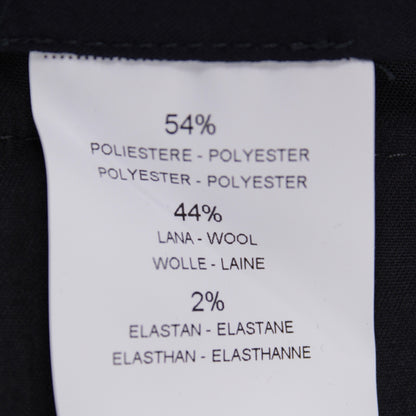 54%
POLIESTERE - POLYESTER
POLYESTER - POLYESTER
44%
LANA - WOOL
WOLLE - LAINE
2%
ELASTAN - ELASTANE
ELASTHAN - ELASTHANNE